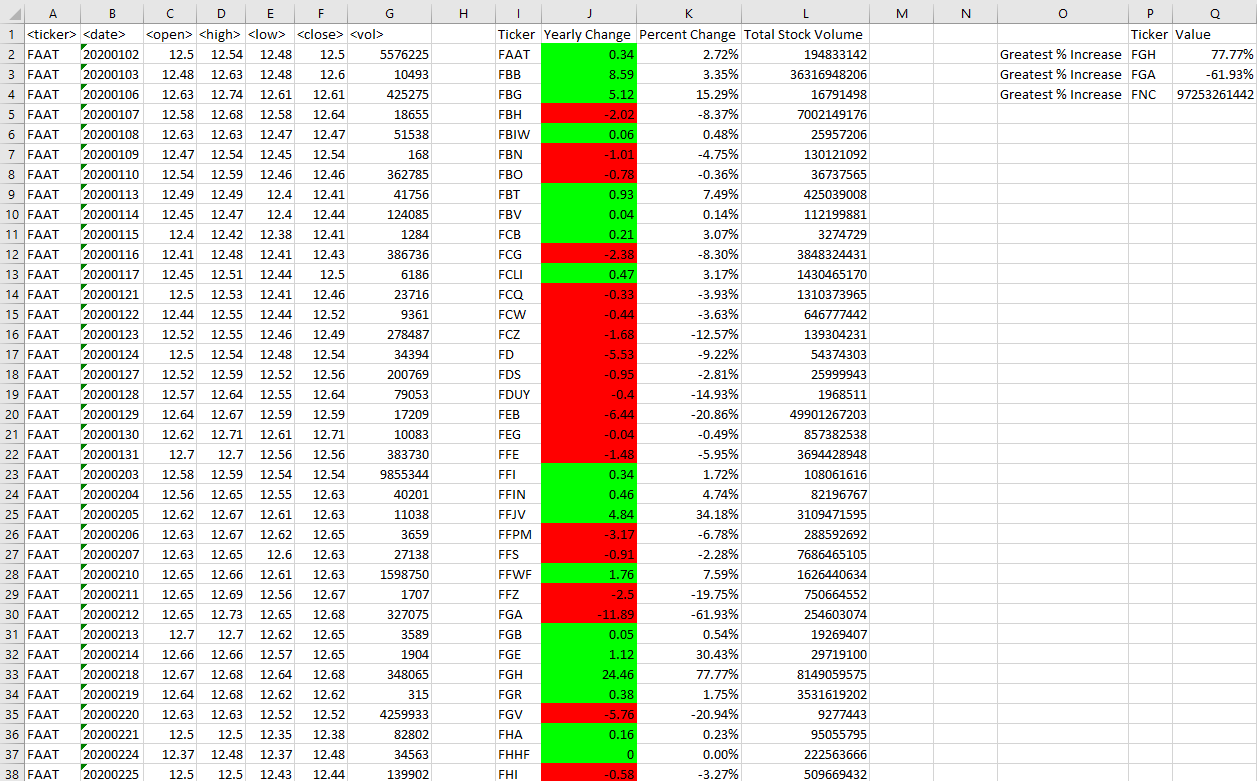 A B C D E F G H I J K L M N O P Q
1 <ticker> <date> <open> <high> <low> <close> <vol> Ticker Yearly Change Percent Change Total Stock Volume Ticker Value
2 FAAT 20200102 12.5 12.54 12.48 12.5 5576225 FAAT 0.34 2.72% 194833142 Greatest % Increase FGH 77.77%
3 FAAT 20200103 12.48 12.63 12.48 12.6 10493 FBB 8.59 3.35% 36316948206 Greatest % Increase FGA -61.93%
4 FAAT 20200106 12.63 12.74 12.61 12.61 425275 FBG 5.12 15.29% 16791498 Greatest % Increase FNC 97253261442
5 FAAT 20200107 12.58 12.68 12.58 12.64 18655 FBH -2.02 -8.37% 7002149176
6 FAAT 20200108 12.63 12.63 12.47 12.47 51538 FBIW 0.06 0.48% 25957206
7 FAAT 20200109 12.47 12.54 12.45 12.54 168 FBN -1.01 -4.75% 130121092
8 FAAT 20200110 12.54 12.59 12.46 12.46 362785 FBO -0.78 -0.36% 36737565
9 FAAT 20200113 12.49 12.49 12.4 12.41 41756 FBT 0.93 7.49% 425039008
10 FAAT 20200114 12.45 12.47 12.4 12.44 124085 FBV 0.04 0.14% 112199881
11 FAAT 20200115 12.4 12.42 12.38 12.41 1284 FCB 0.21 3.07% 3274729
12 FAAT 20200116 12.41 12.48 12.41 12.43 386736 FCG -2.38 -8.30% 3848324431
13 FAAT 20200117 12.45 12.51 12.44 12.5 6186 FCLI 0.47 3.17% 1430465170
14 FAAT 20200121 12.5 12.53 12.41 12.46 23716 FCQ -0.33 -3.93% 1310373965
15 FAAT 20200122 12.44 12.55 12.44 12.52 9361 FCW -0.44 -3.63% 646777442
16 FAAT 20200123 12.52 12.55 12.46 12.49 278487 FCZ -1.68 -12.57% 139304231
17 FAAT 20200124 12.5 12.54 12.48 12.54 34394 FD -5.53 -9.22% 54374303
18 FAAT 20200127 12.52 12.59 12.52 12.56 200769 FDS -0.95 -2.81% 25999943
19 FAAT 20200128 12.57 12.64 12.55 12.64 79053 FDUY -0.4 -14.93% 1968511
20 FAAT 20200129 12.64 12.67 12.59 12.59 17209 FEB -6.44 -20.86% 49901267203
21 FAAT 20200130 12.62 12.71 12.61 12.71 10083 FEG -0.04 -0.49% 857382538
22 FAAT 20200131 12.7 12.7 12.56 12.56 383730 FFE -1.48 -5.95% 3694428948
23 FAAT 20200203 12.58 12.59 12.54 12.54 9855344 FFI 0.34 1.72% 108061616
24 FAAT 20200204 12.56 12.65 12.55 12.63 40201 FFIN 0.46 4.74% 82196767
25 FAAT 20200205 12.62 12.67 12.61 12.63 11038 FFJV 4.84 34.18% 3109471595
26 FAAT 20200206 12.63 12.67 12.62 12.65 3659 FFPM -3.17 -6.78% 288592692
27 FAAT 20200207 12.63 12.65 12.6 12.63 27138 FFS -0.91 -2.28% 7686465105
28 FAAT 20200210 12.65 12.66 12.61 12.63 1598750 FFWF 1.76 7.59% 1626440634
29 FAAT 20200211 12.65 12.69 12.56 12.67 1707 FFZ -2.5 -19.75% 750664552
30 FAAT 20200212 12.65 12.73 12.65 12.68 327075 FGA -11.89 -61.93% 254603074
31 FAAT 20200213 12.7 12.7 12.62 12.65 3589 FGB 0.05 0.54% 19269407
32 FAAT 20200214 12.66 12.66 12.57 12.65 1904 FGE 1.12 30.43% 29719100
33 FAAT 20200218 12.67 12.68 12.64 12.68 348065 FGH 24.46 77.77% 8149059575
34 FAAT 20200219 12.64 12.68 12.62 12.62 315 FGR 0.38 1.75% 3531619202
35 FAAT 20200220 12.63 12.63 12.52 12.52 4259933 FGV -5.76 -20.94% 9277443
36 FAAT 20200221 12.5 12.5 12.35 12.38 82802 FHA 0.16 0.23% 95055795
37 FAAT 20200224 12.37 12.48 12.37 12.48 34563 FHHF 0 0.00% 222563666
38 FAAT 20200225 12.5 12.5 12.43 12.44 139902 FHI -0.58 -3.27% 509669432